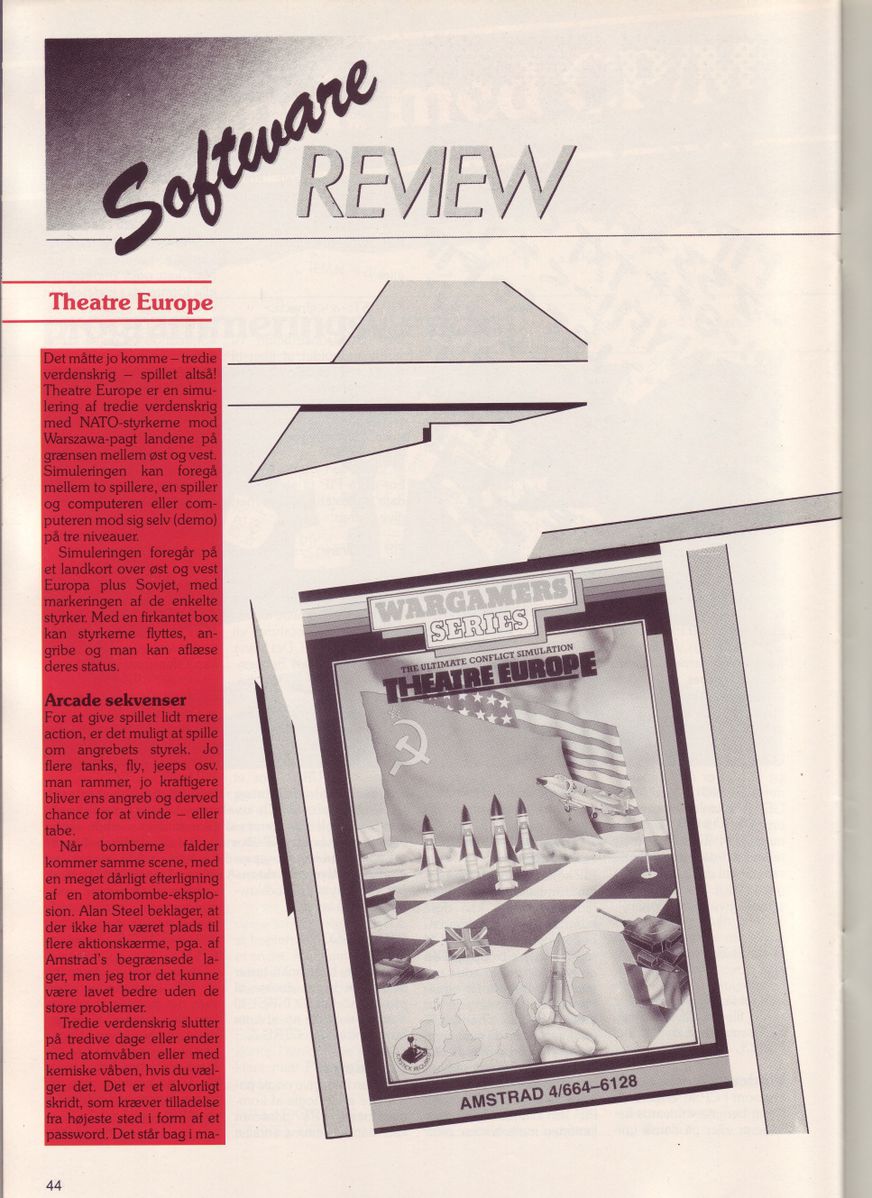 Software
REVIEW
Theatre Europe
Det måtte jo komme – tredie
verdenskrig – spillet altså!
Theatre Europe er en simu-
lering af tredie verdenskrig
med NATO-styrkerne mod
Warszawa-pagt landene på
grænsen mellem øst og vest.
Simuleringen kan foregå
mellem to spillere, en spiller
og computeren eller com-
puteren mod sig selv (demo)
på tre niveauer.
Simuleringen foregår på
et landkort over øst og vest
Europa plus Sovjet, med
markeringen af de enkelte
styrker. Med en firkantet box
kan styrkerne flyttes, an-
gribe og man kan aflæse
deres status.
Arcade sekvenser
For at give spillet lidt mere
action, er det muligt at spille
om angrebets styrek. Jo
flere tanks, fly, jeeps osv.
man rammer, jo kraftigere
bliver ens angreb og derved
chance for at vinde – eller
tabe.
Når bomberne falder
kommer samme scene, med
en meget dårligt efterligning
af en atombombe-eksplo-
sion. Alan Steel beklager, at
der ikke har været plads til
flere aktionskærme, pga. af
Amstrad's begrænsede la-
ger, men jeg tror det kunne
være lavet bedre uden de
store problemer.
Tredie verdenskrig slutter
på tredive dage eller ender
med atomvåben eller med
kemiske våben, hvis du væl-
ger det. Det er et alvorligt
skridt, som kræver tilladelse
fra højeste sted i form af et
password. Det står bag i ma-
WARGAMERS
SERIES
THE ULTIMATE CONFLICT SIMULATION
THEATRE EUROPE
JOYSTICK REQUIRED
AMSTRAD 4/664–6128
44